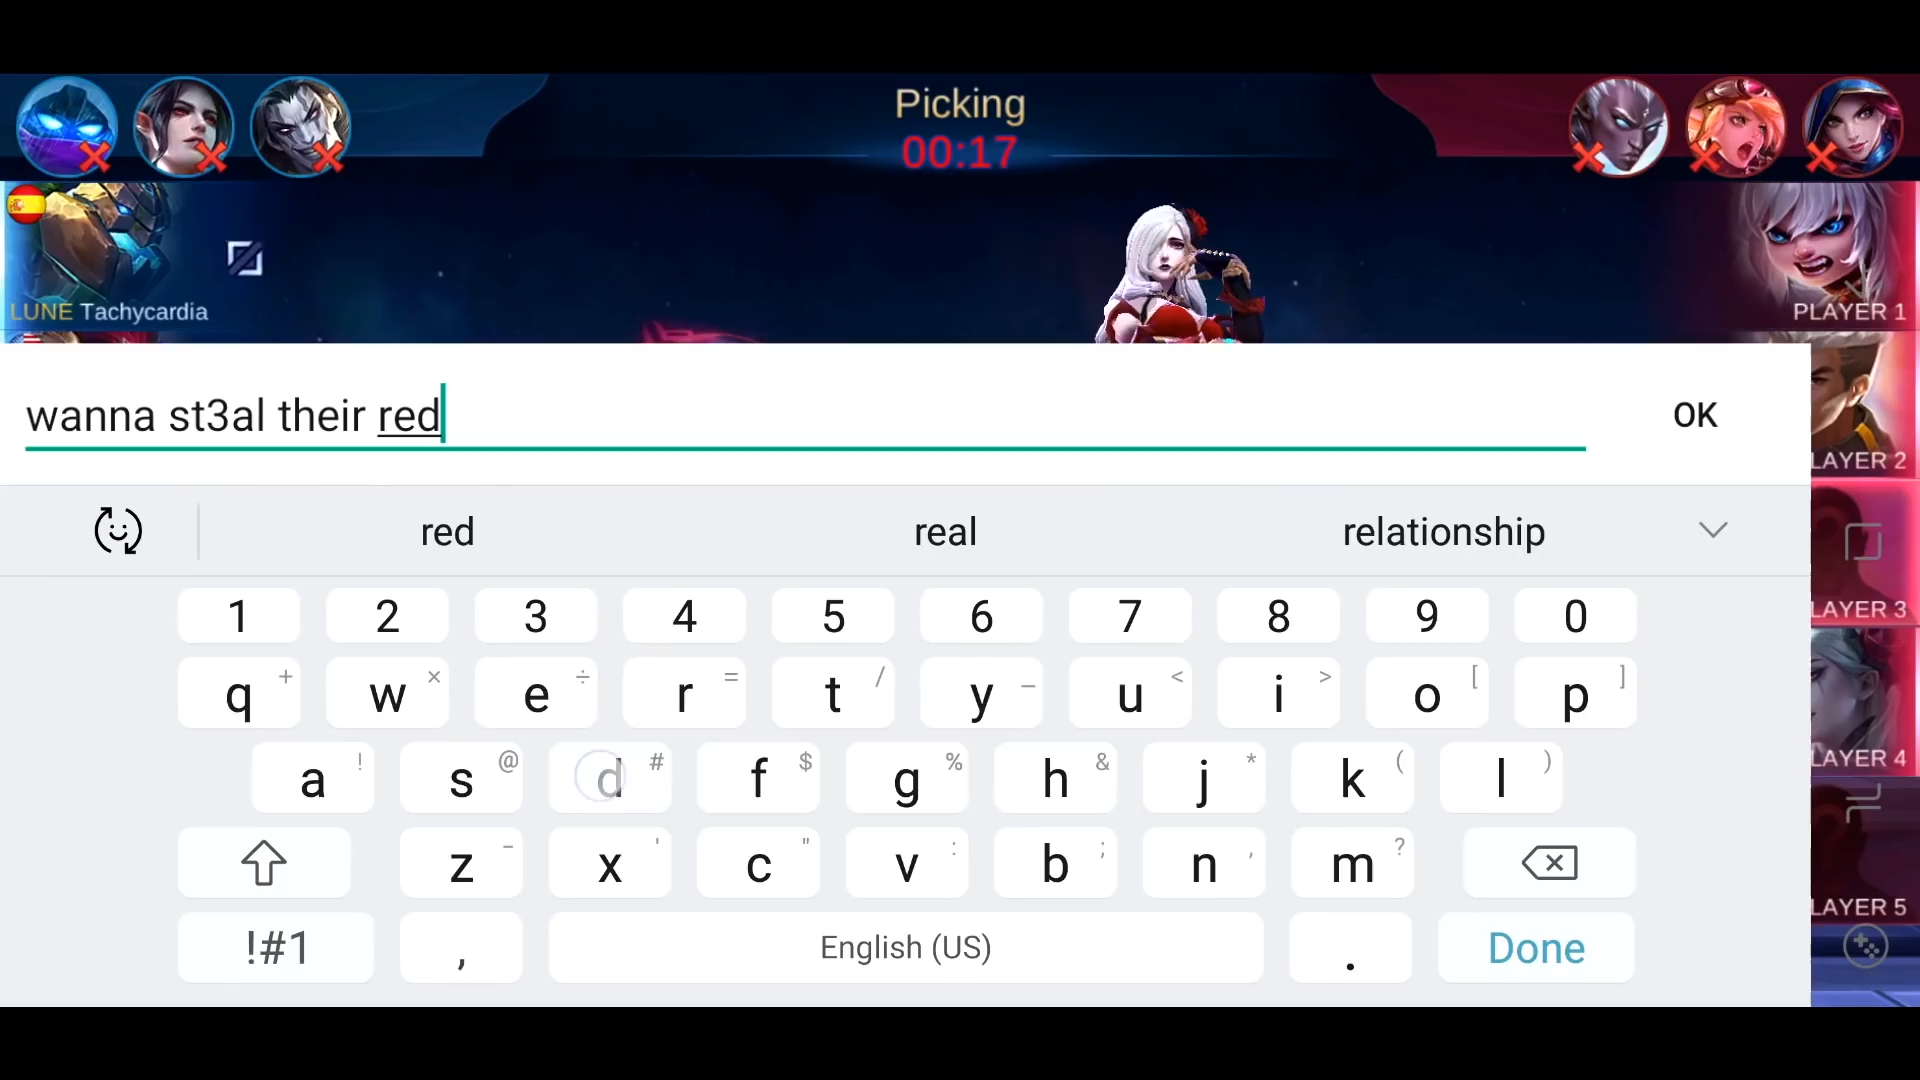 Picking
00:17
LUNE Tachycardia
PLAYER 1
wanna st3al their red
OK
LAYER 2
red real relationship
LAYER 3
1 2 3 4 5 6 7 8 9 0
q + w × e ÷ r = t / y _ u < i > o [ p ]
LAYER 4
a ! s @ d # f $ g % h & j * k ( l )
z - x ' c " v : b ; n , m ?
LAYER 5
!#1 , English (US) . Done